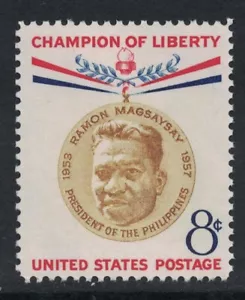 CHAMPION OF LIBERTY
1953 RAMON MAGSAYSAY 1957
PRESIDENT OF THE PHILIPPINES
8¢
UNITED STATES POSTAGE